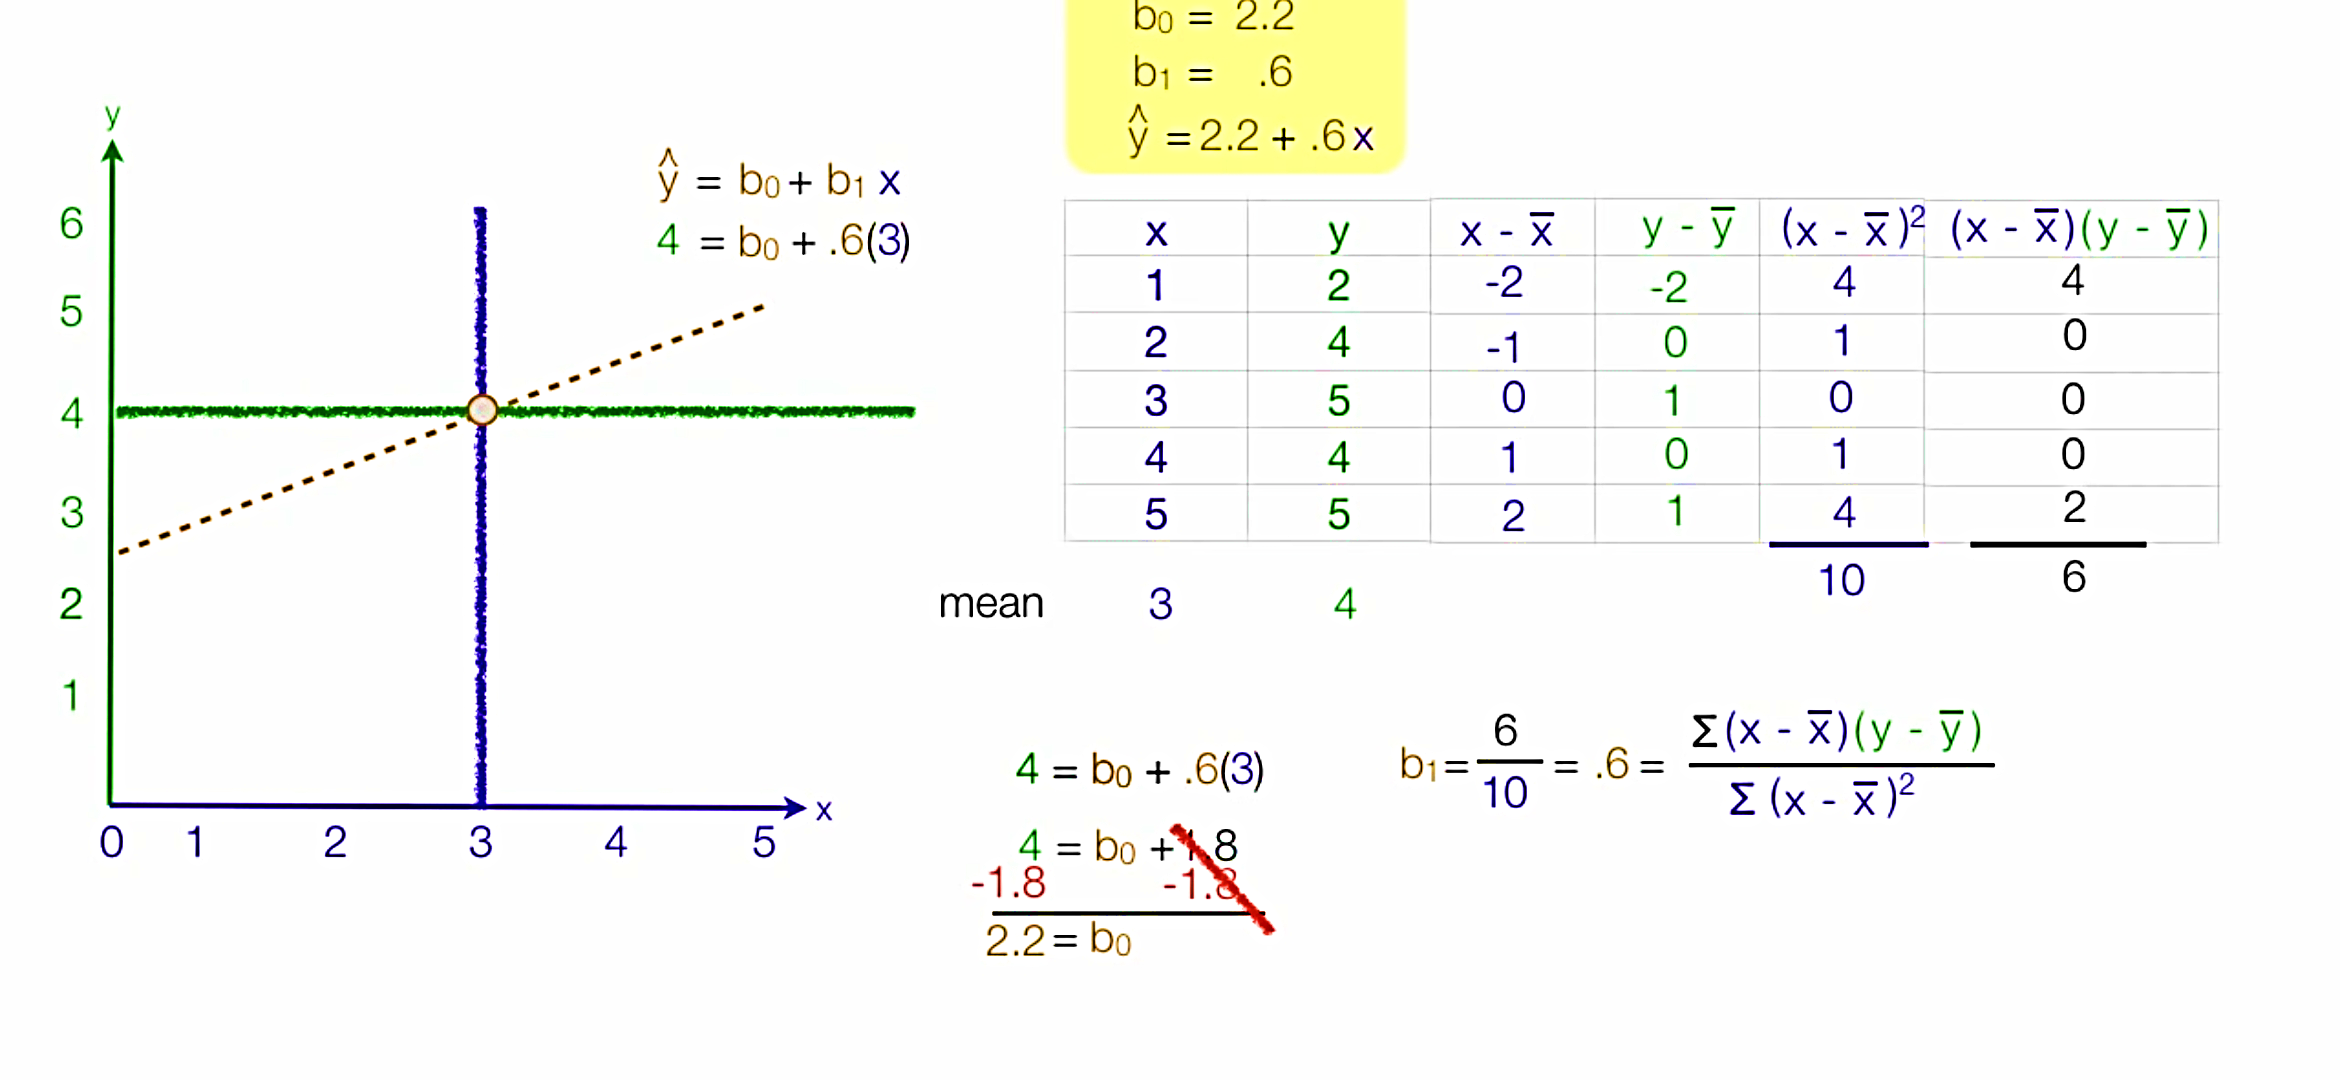 b₀ = 2.2
b₁ = .6
ŷ = 2.2 + .6x
y
ŷ = b₀ + b₁ x
4 = b₀ + .6(3)
6
5
4
3
2
1
0 1 2 3 4 5 x
x y x - x̅ y - y̅ (x - x̅)² (x - x̅)(y - y̅)
1 2 -2 -2 4 4
2 4 -1 0 1 0
3 5 0 1 0 0
4 4 1 0 1 0
5 5 2 1 4 2
10 6
mean 3 4
4 = b₀ + .6(3)
4 = b₀ + 1.8
-1.8 -1.8
2.2 = b₀
b₁ = 6/10 = .6 = Σ(x - x̅)(y - y̅) / Σ(x - x̅)²